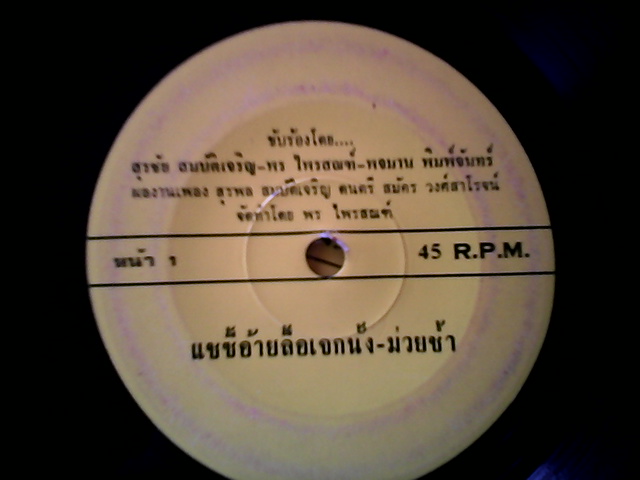 ขับร้องโดย....
สุรชัย สมบัติเจริญ-พร ไพรสณฑ์-พจมาน พิมพ์จันทร์
ผลงานเพลง สุรพล สมบัติเจริญ ดนตรี สมัคร วงศ์สาโรจน์
จัดทำโดย พร ไพรสณฑ์
หน้า 1 45 R.P.M.
แซซี้อ้ายลือเจกนั้ง-ม่วยช้ำ